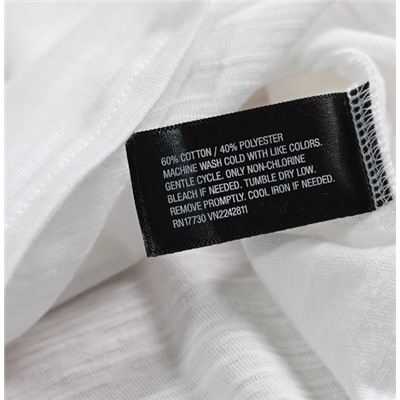 60% COTTON / 40% POLYESTER
MACHINE WASH COLD WITH LIKE COLORS.
GENTLE CYCLE. ONLY NON-CHLORINE
BLEACH IF NEEDED. TUMBLE DRY LOW.
REMOVE PROMPTLY. COOL IRON IF NEEDED.
RN17730 VN2242811